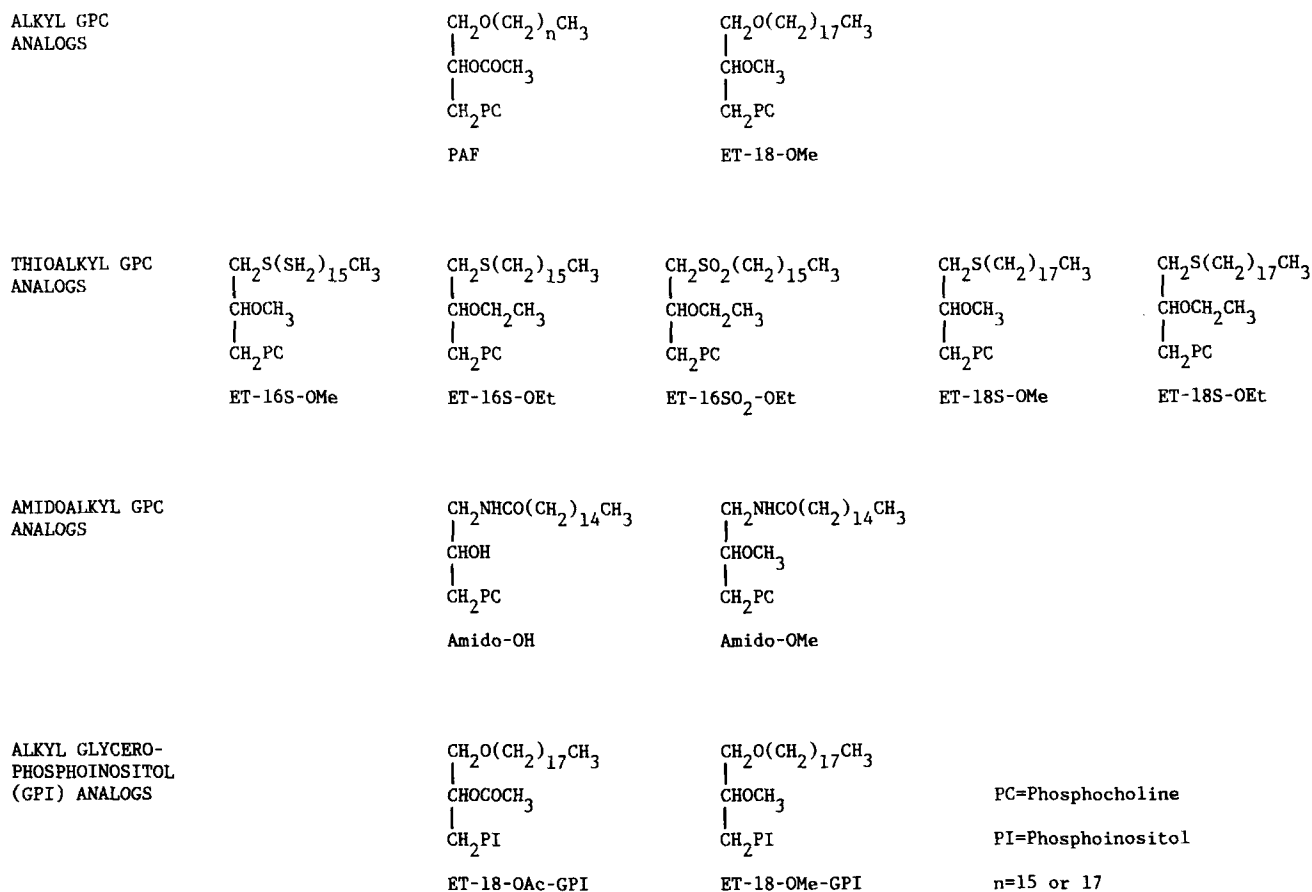 ALKYL GPC
ANALOGS
CH2O(CH2)nCH3
CHOCOCH3
CH2PC
PAF
CH2O(CH2)17CH3
CHOCH3
CH2PC
ET-18-OMe
THIOALKYL GPC
ANALOGS
CH2S(SH2)15CH3
CHOCH3
CH2PC
ET-16S-OMe
CH2S(CH2)15CH3
CHOCH2CH3
CH2PC
ET-16S-OEt
CH2SO2(CH2)15CH3
CHOCH2CH3
CH2PC
ET-16SO2-OEt
CH2S(CH2)17CH3
CHOCH3
CH2PC
ET-18S-OMe
CH2S(CH2)17CH3
CHOCH2CH3
CH2PC
ET-18S-OEt
AMIDOALKYL GPC
ANALOGS
CH2NHCO(CH2)14CH3
CHOH
CH2PC
Amido-OH
CH2NHCO(CH2)14CH3
CHOCH3
CH2PC
Amido-OMe
ALKYL GLYCERO-
PHOSPHOINOSITOL
(GPI) ANALOGS
CH2O(CH2)17CH3
CHOCOCH3
CH2PI
ET-18-OAc-GPI
CH2O(CH2)17CH3
CHOCH3
CH2PI
ET-18-OMe-GPI
PC=Phosphocholine
PI=Phosphoinositol
n=15 or 17